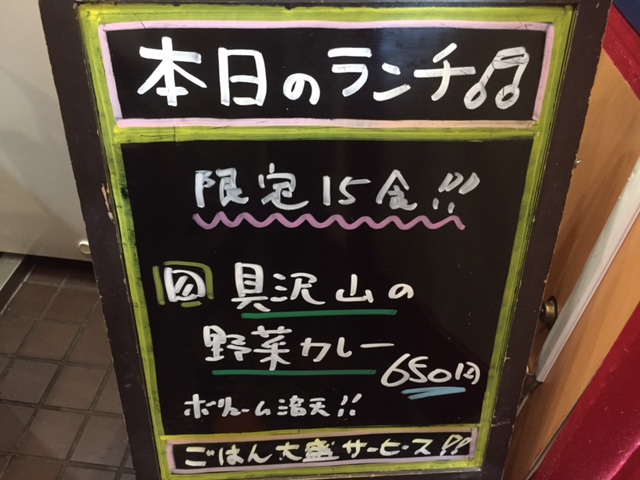 本日のランチ♫
限定15食!!!
具沢山の
野菜カレー 650円
ボリューム満天!!
ごはん大盛サービス!!